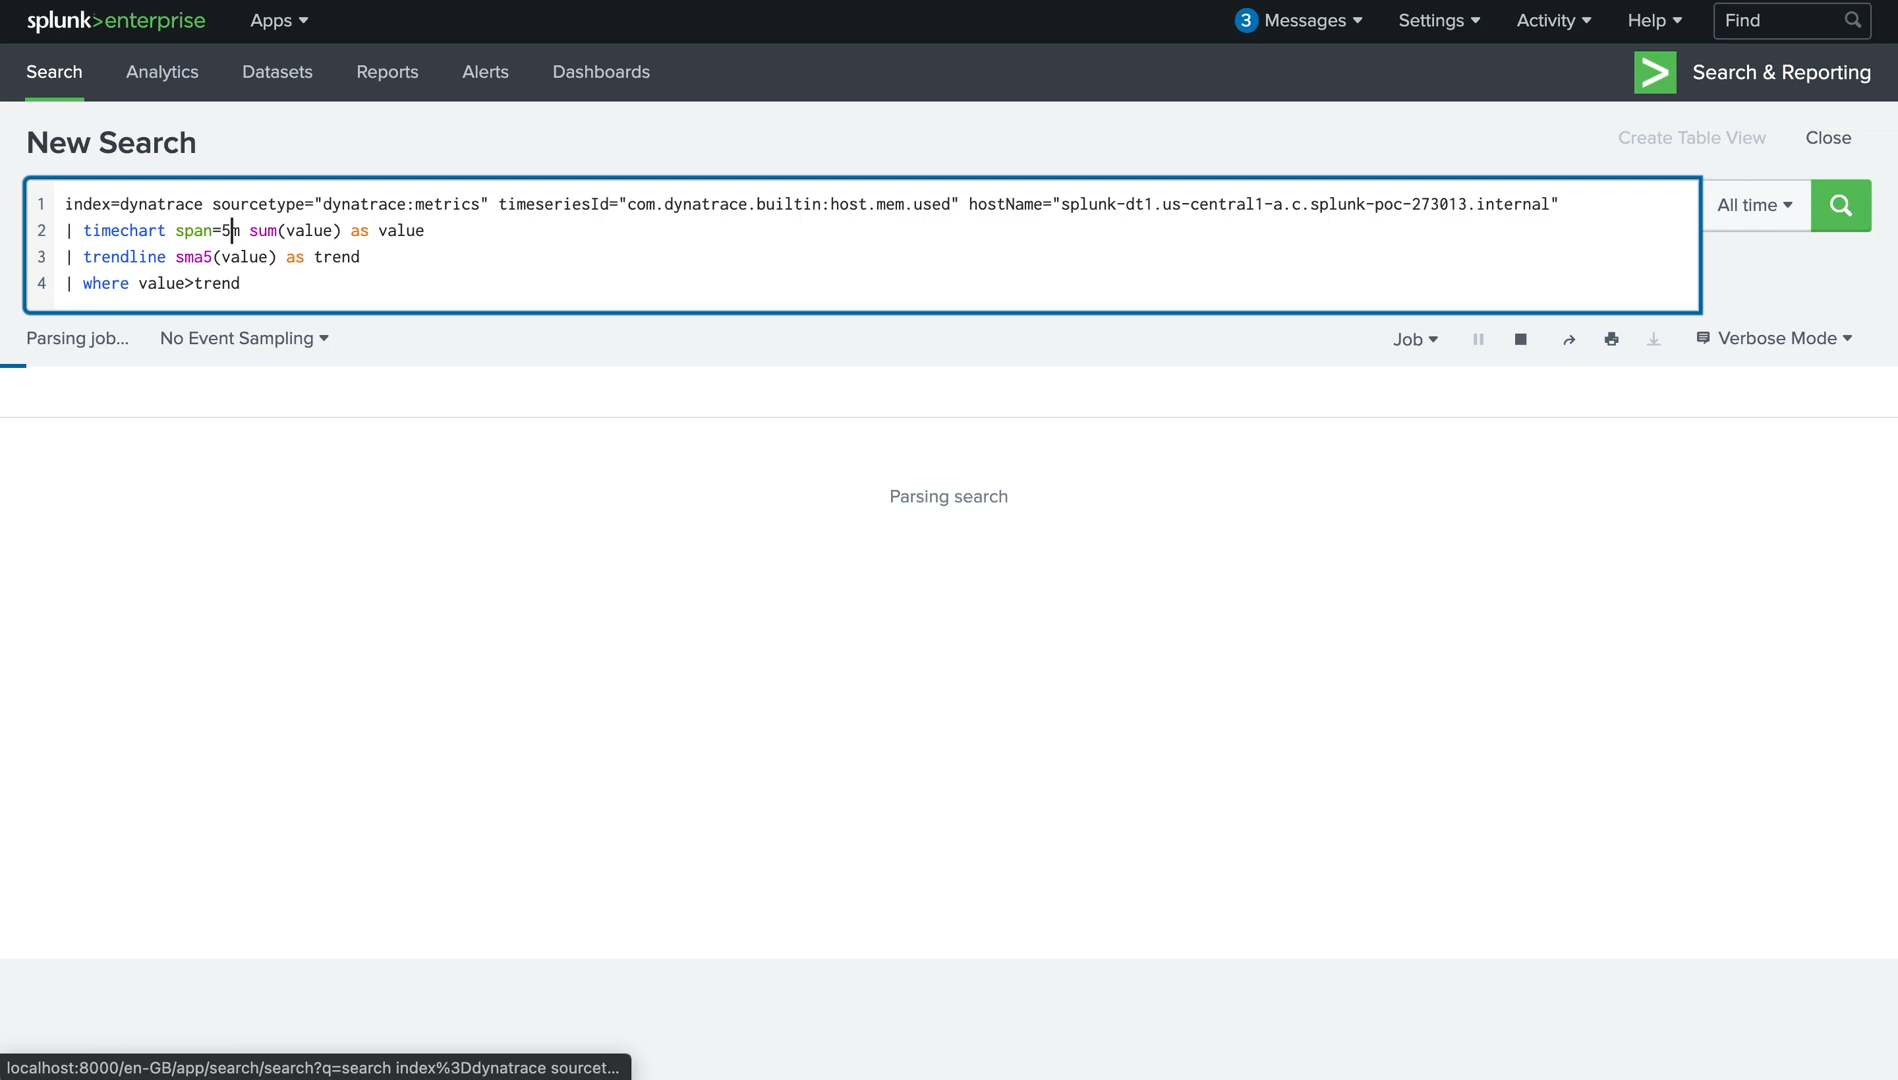 splunk>enterprise Apps 3 Messages Settings Activity Help Find
Search Analytics Datasets Reports Alerts Dashboards > Search & Reporting
New Search Create Table View Close
1 index=dynatrace sourcetype="dynatrace:metrics" timeseriesId="com.dynatrace.builtin:host.mem.used" hostName="splunk-dt1.us-central1-a.c.splunk-poc-273013.internal" All time
2 | timechart span=5m sum(value) as value
3 | trendline sma5(value) as trend
4 | where value>trend
Parsing job... No Event Sampling Job Verbose Mode
Parsing search
localhost:8000/en-GB/app/search/search?q=search index%3Ddynatrace sourcet...